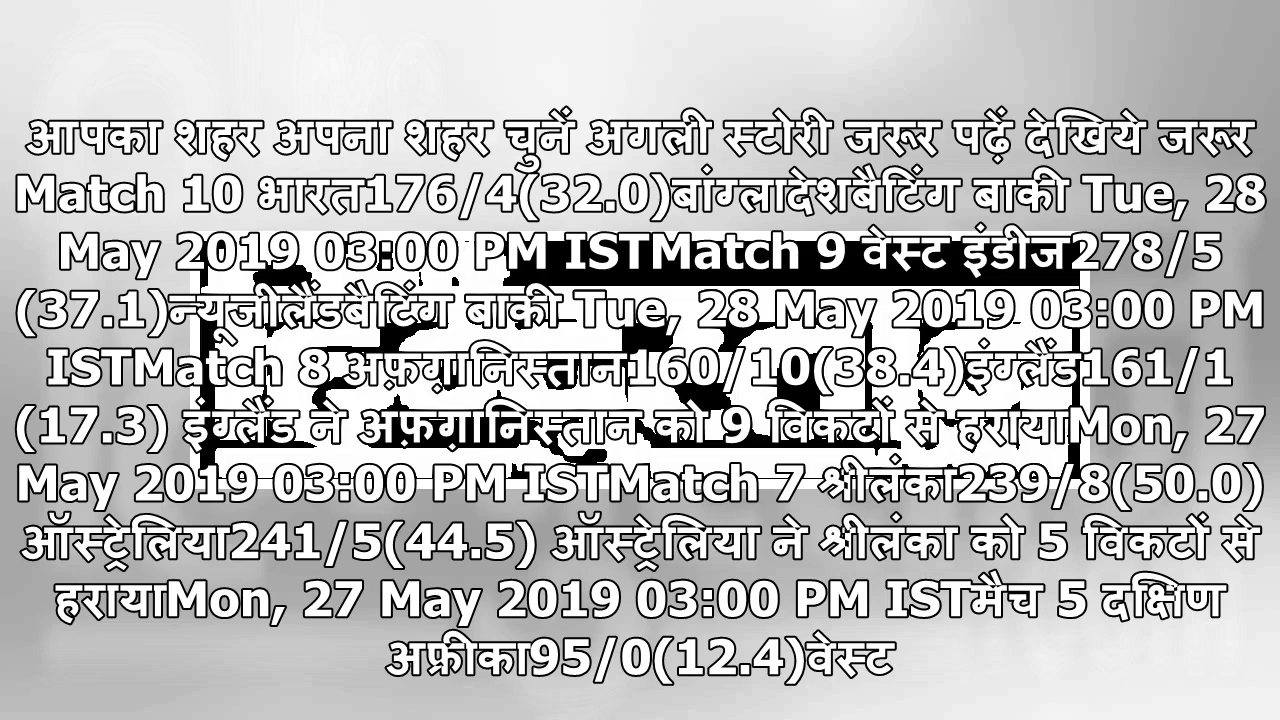 आपका शहर अपना शहर चुनें अगली स्टोरी जरूर पढ़ें देखिये जरूर
Match 10 भारत176/4(32.0)बांग्लादेशबैटिंग बाकी Tue, 28
May 2019 03:00 PM ISTMatch 9 वेस्ट इंडीज278/5
(37.1)न्यूजीलैंडबैटिंग बाकी Tue, 28 May 2019 03:00 PM
ISTMatch 8 अफ़ग़ानिस्तान160/10(38.4)इंग्लैंड161/1
(17.3) इंग्लैंड ने अफ़ग़ानिस्तान को 9 विकटों से हरायाMon, 27
May 2019 03:00 PM ISTMatch 7 श्रीलंका239/8(50.0)
ऑस्ट्रेलिया241/5(44.5) ऑस्ट्रेलिया ने श्रीलंका को 5 विकटों से
हरायाMon, 27 May 2019 03:00 PM ISTमैच 5 दक्षिण
अफ्रीका95/0(12.4)वेस्ट